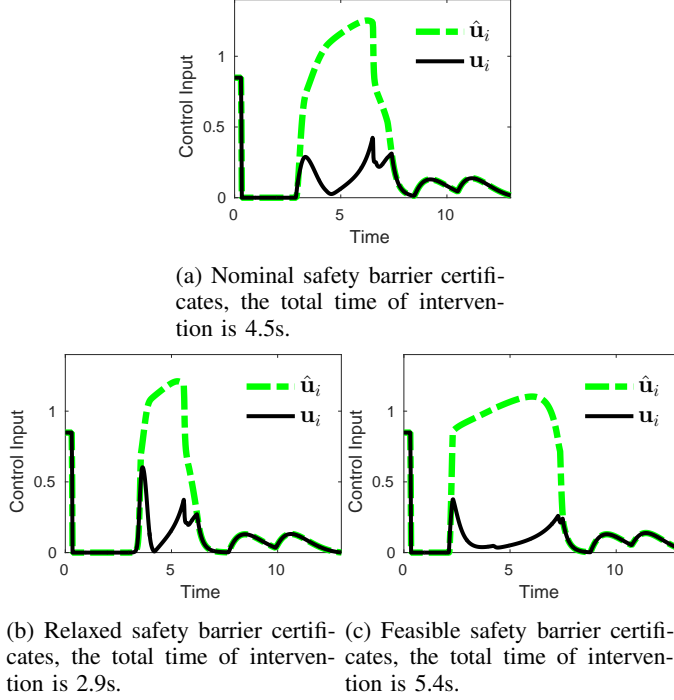 û_i
u_i
1
0.5
0
0
5
10
Control Input
Time
(a) Nominal safety barrier certifi-
cates, the total time of interven-
tion is 4.5s.
û_i
u_i
1
0.5
0
0
5
10
Control Input
Time
û_i
u_i
1
0.5
0
0
5
10
Control Input
Time
(b) Relaxed safety barrier certifi-
cates, the total time of interven-
tion is 2.9s.
(c) Feasible safety barrier certifi-
cates, the total time of interven-
tion is 5.4s.